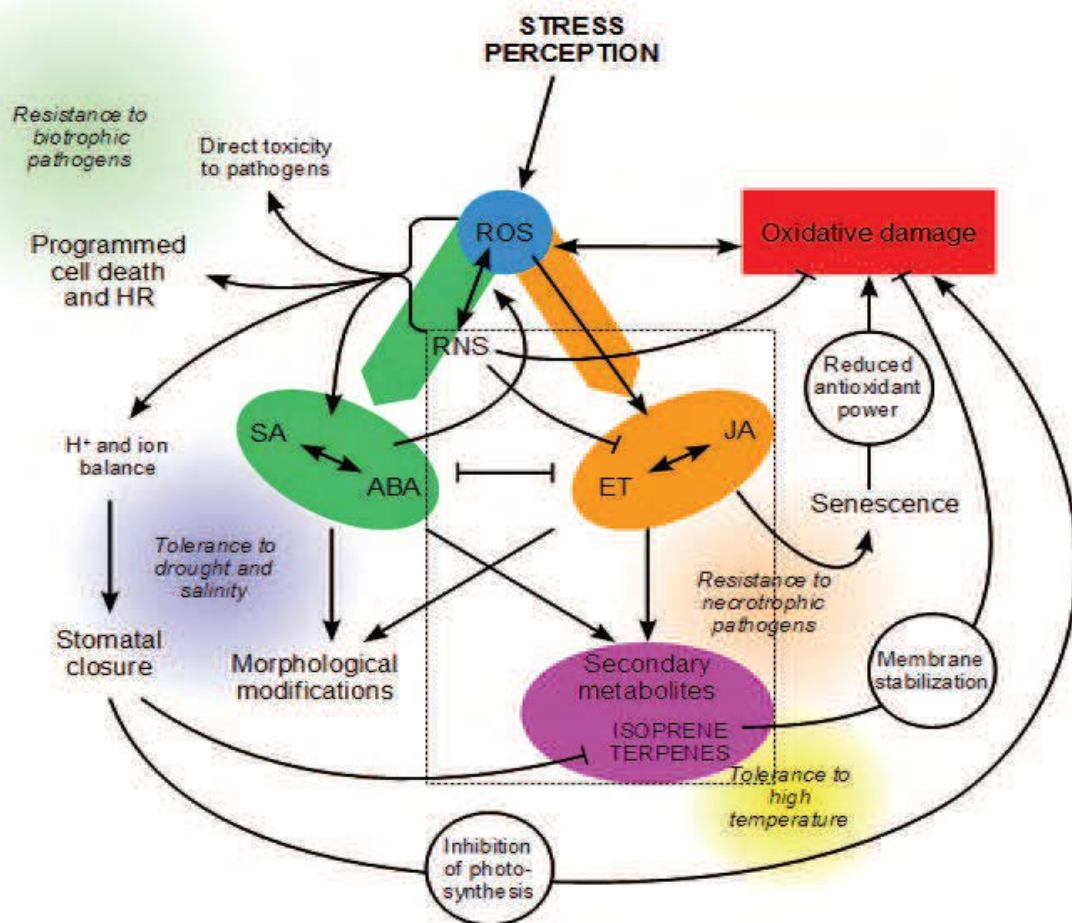 STRESS
PERCEPTION
Resistance to
biotrophic
pathogens
Direct toxicity
to pathogens
Programmed
cell death
and HR
ROS
Oxidative damage
RNS
Reduced
antioxidant
power
SA
ABA
JA
ET
H⁺ and ion
balance
Senescence
Tolerance to
drought and
salinity
Resistance to
necrotrophic
pathogens
Stomatal
closure
Morphological
modifications
Secondary
metabolites
ISOPRENE
TERPENES
Membrane
stabilization
Tolerance to
high
temperature
Inhibition
of photo-
synthesis